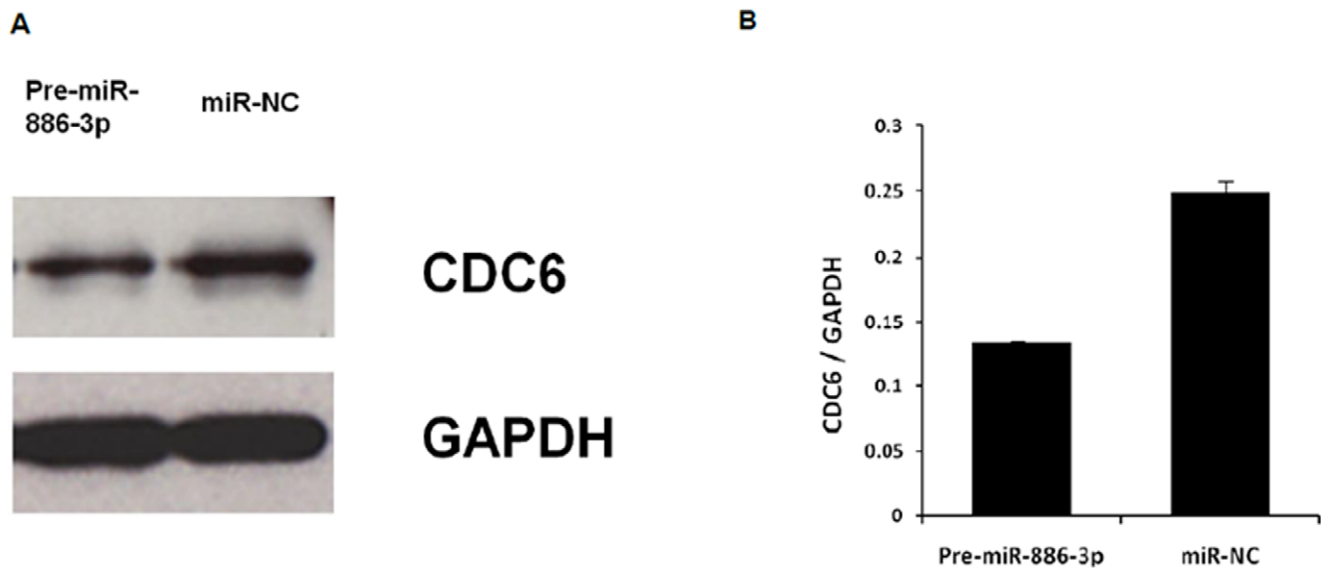 A
Pre-miR-
886-3p
miR-NC
CDC6
GAPDH
B
0.3
0.25
0.2
0.15
0.1
0.05
0
CDC6 / GAPDH
Pre-miR-886-3p
miR-NC